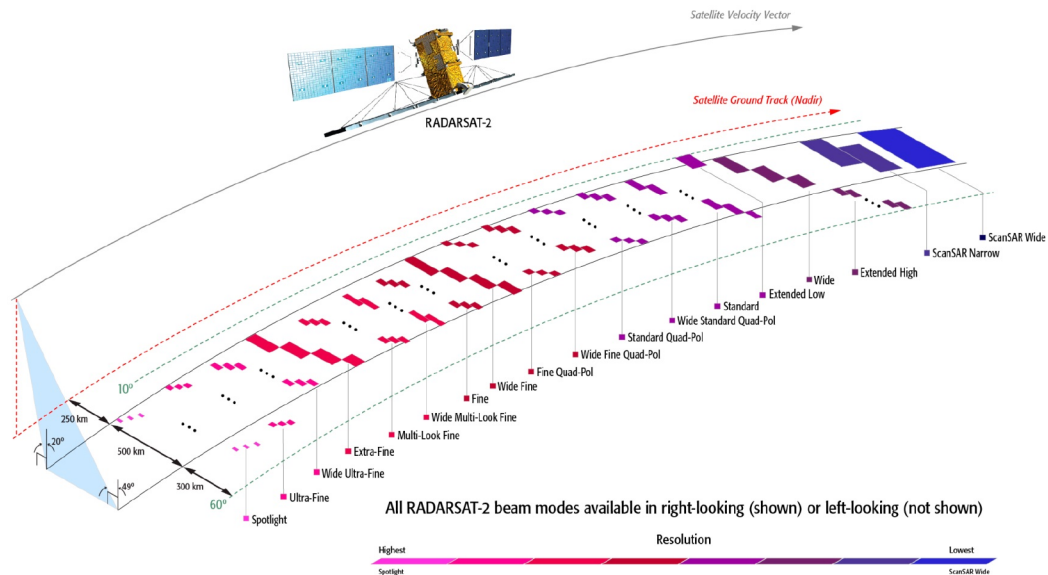 Satellite Velocity Vector
RADARSAT-2
Satellite Ground Track (Nadir)
10°
250 km
500 km
300 km
20°
49°
60°
ScanSAR Wide
ScanSAR Narrow
Extended High
Wide
Extended Low
Standard
Wide Standard Quad-Pol
Standard Quad-Pol
Wide Fine Quad-Pol
Fine Quad-Pol
Wide Fine
Fine
Wide Multi-Look Fine
Multi-Look Fine
Extra-Fine
Wide Ultra-Fine
Ultra-Fine
Spotlight
All RADARSAT-2 beam modes available in right-looking (shown) or left-looking (not shown)
Resolution
Highest
Lowest
Spotlight
ScanSAR Wide